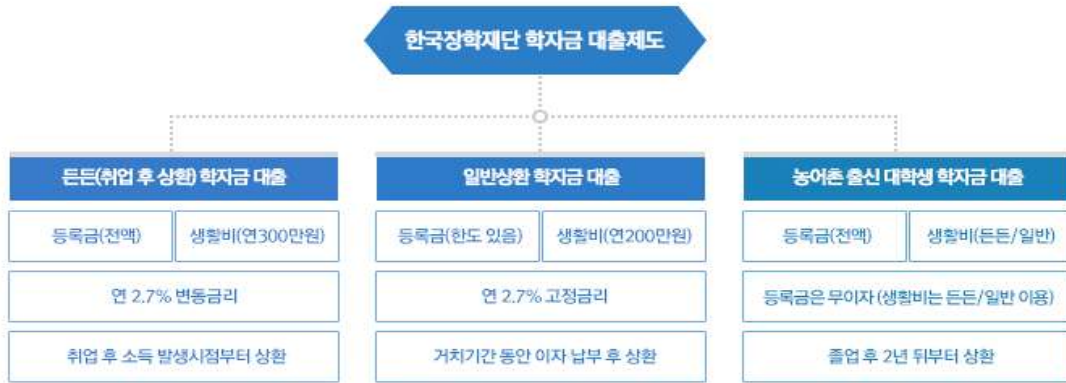 한국장학재단 학자금 대출제도
든든(취업 후 상환) 학자금 대출
등록금(전액)
생활비(연300만원)
연 2.7% 변동금리
취업 후 소득 발생시점부터 상환
일반상환 학자금 대출
등록금(한도 있음)
생활비(연200만원)
연 2.7% 고정금리
거치기간 동안 이자 납부 후 상환
농어촌 출신 대학생 학자금 대출
등록금(전액)
생활비(든든/일반)
등록금은 무이자 (생활비는 든든/일반 이용)
졸업 후 2년 뒤부터 상환